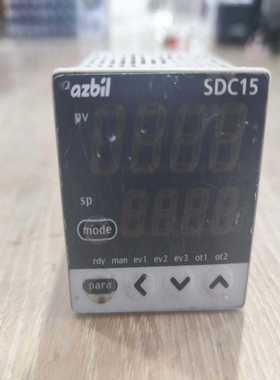 azbil SDC15
pv
sp
mode
rdy man ev1 ev2 ev3 ot1 ot2
para